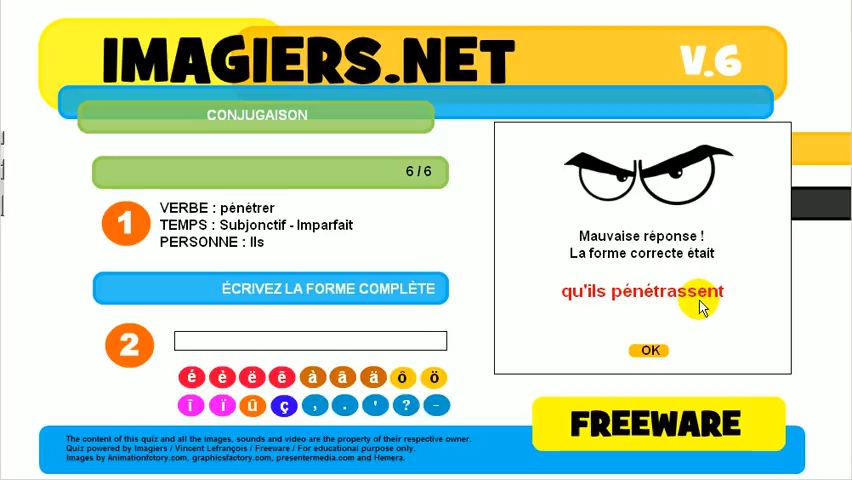 IMAGIERS.NET
V.6
CONJUGAISON
6 / 6
1
VERBE : pénétrer
TEMPS : Subjonctif - Imparfait
PERSONNE : Ils
ÉCRIVEZ LA FORME COMPLÈTE
2
é è ë ê à â ä ô ö
î ï û ç , . ' ? -
Mauvaise réponse !
La forme correcte était
qu'ils pénétrassent
OK
FREEWARE
The content of this quiz and all the images, sounds and video are the property of their respective owner.
Quiz powered by Imagiers / Vincent Lefrançois / Freeware / For educational purpose only.
Images by Animationfctory.com, graphicsfactory.com, presentermedia.com and Hemera.